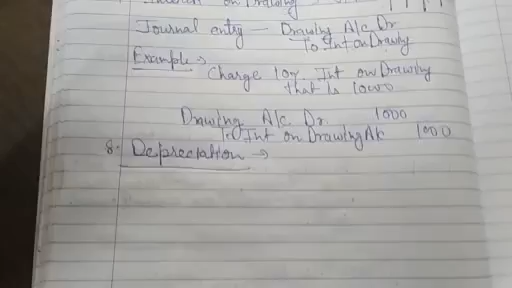 Interest on Drawing
Journal entry — Drawing A/c Dr
To Int on Drawing
Example →
Charge 10% Int on Drawing
that is 10000
Drawing A/c Dr. 1000
To Int on Drawing A/c 1000
8. Depreciation →